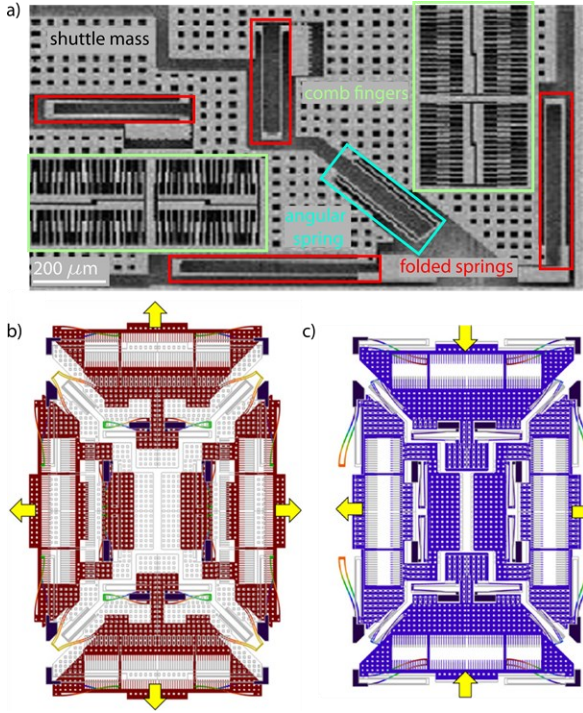 a)
shuttle mass
comb fingers
angular
spring
folded springs
200 μm
b)
c)